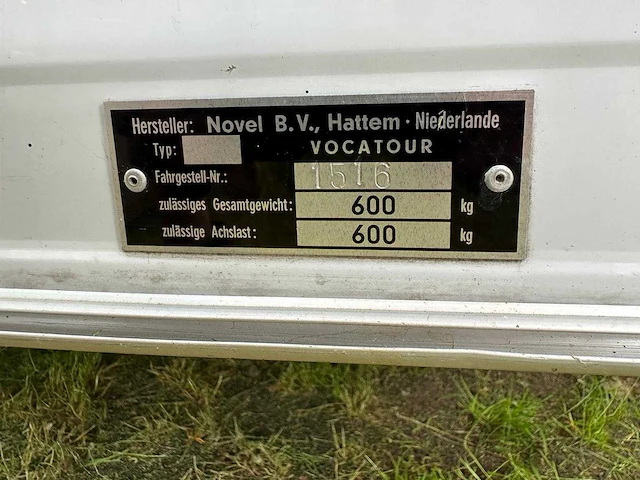 Hersteller: Novel B.V., Hattem · Niederlande
Typ: VOCATOUR
Fahrgestell-Nr.: 1516
zulässiges Gesamtgewicht: 600 kg
zulässige Achslast: 600 kg